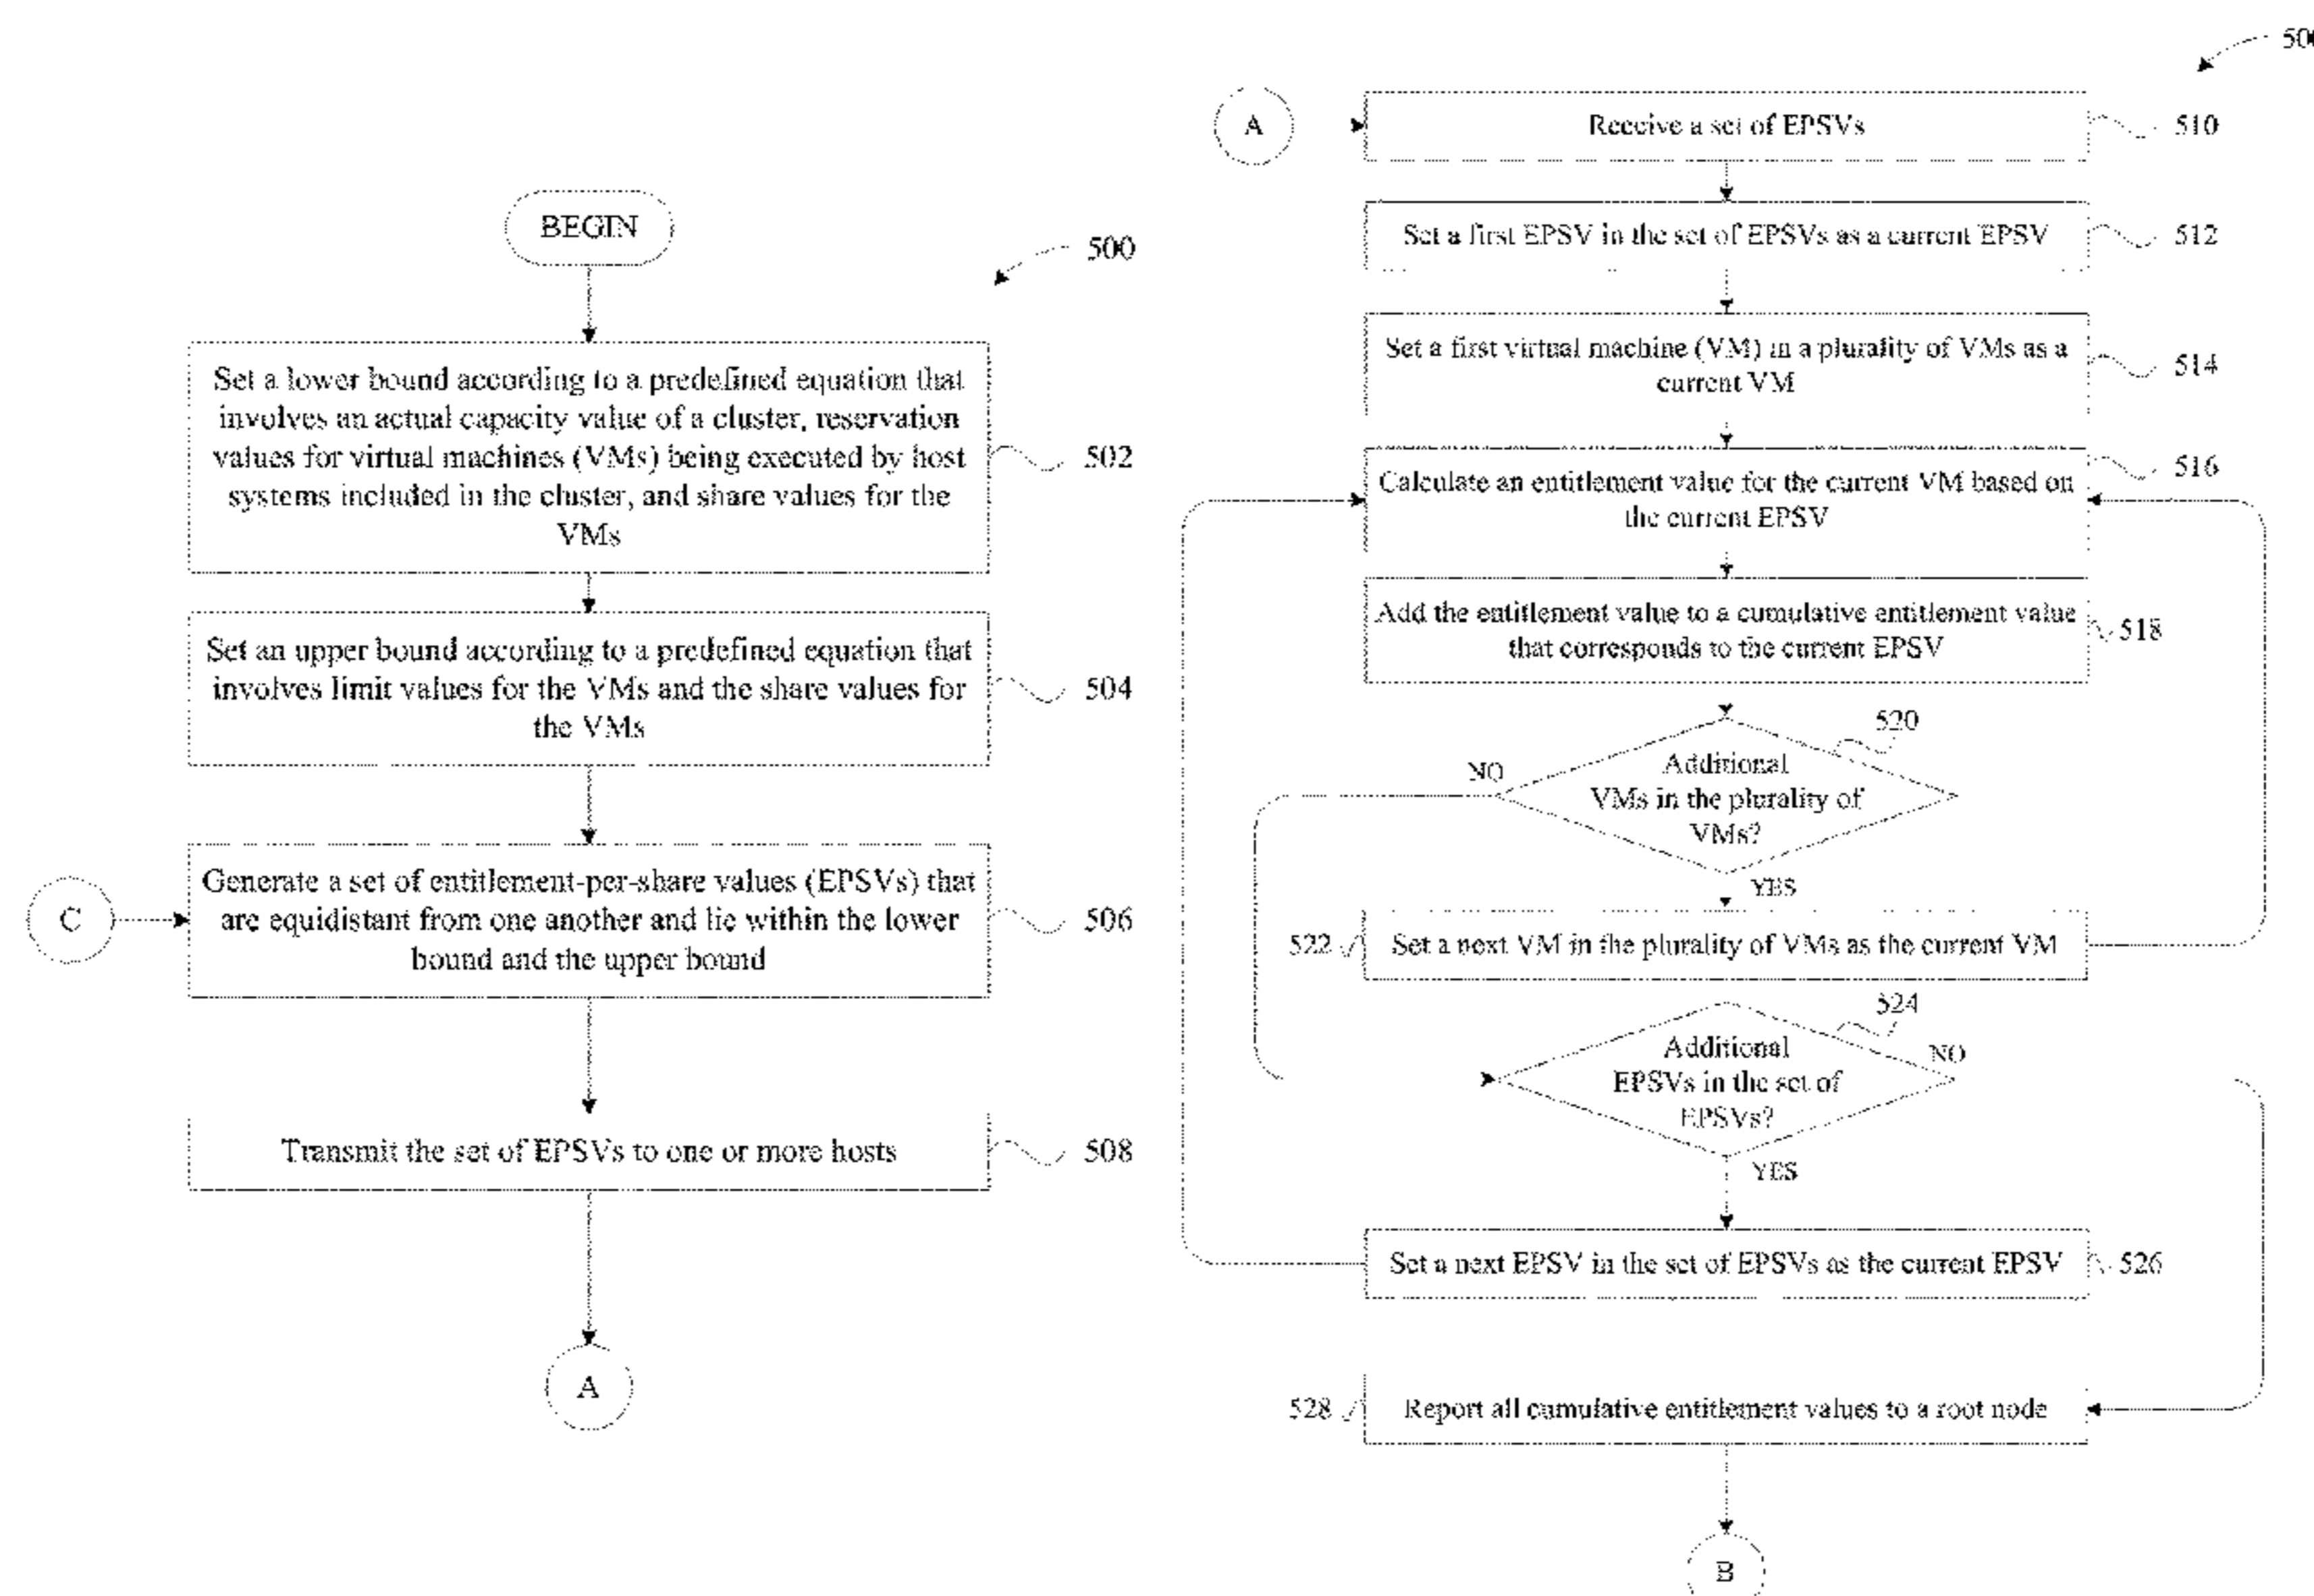 BEGIN
500
Set a lower bound according to a predefined equation that
involves an actual capacity value of a cluster, reservation
values for virtual machines (VMs) being executed by host
systems included in the cluster, and share values for the
VMs
502
Set an upper bound according to a predefined equation that
involves limit values for the VMs and the share values for
the VMs
504
C
Generate a set of entitlement-per-share values (EPSVs) that
are equidistant from one another and lie within the lower
bound and the upper bound
506
Transmit the set of EPSVs to one or more hosts
508
A
A
Receive a set of EPSVs
510
Set a first EPSV in the set of EPSVs as a current EPSV
512
Set a first virtual machine (VM) in a plurality of VMs as a
current VM
514
Calculate an entitlement value for the current VM based on
the current EPSV
516
Add the entitlement value to a cumulative entitlement value
that corresponds to the current EPSV
518
520
NO
Additional
VMs in the plurality of
VMs?
YES
522
Set a next VM in the plurality of VMs as the current VM
524
Additional
EPSVs in the set of
EPSVs?
NO
YES
Set a next EPSV in the set of EPSVs as the current EPSV
526
528
Report all cumulative entitlement values to a root node
B